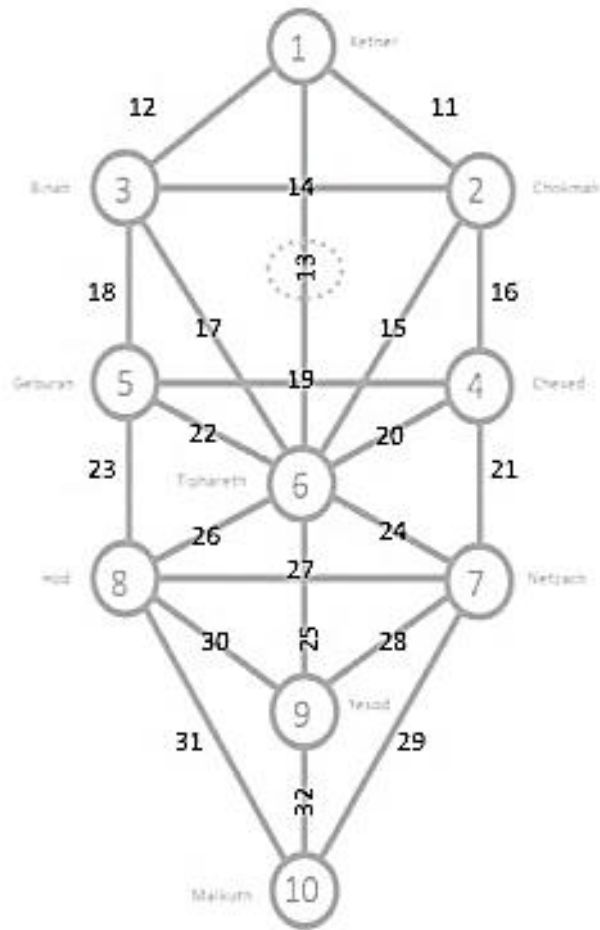 1 Kether
12 11
Binah 3 14 2 Chokmah
13
18 17 15 16
Geburah 5 19 4 Chesed
22 20
23 Tiphareth 6 21
26 24
Hod 8 27 7 Netzach
30 25 28
9 Yesod
31 29
32
Malkuth 10